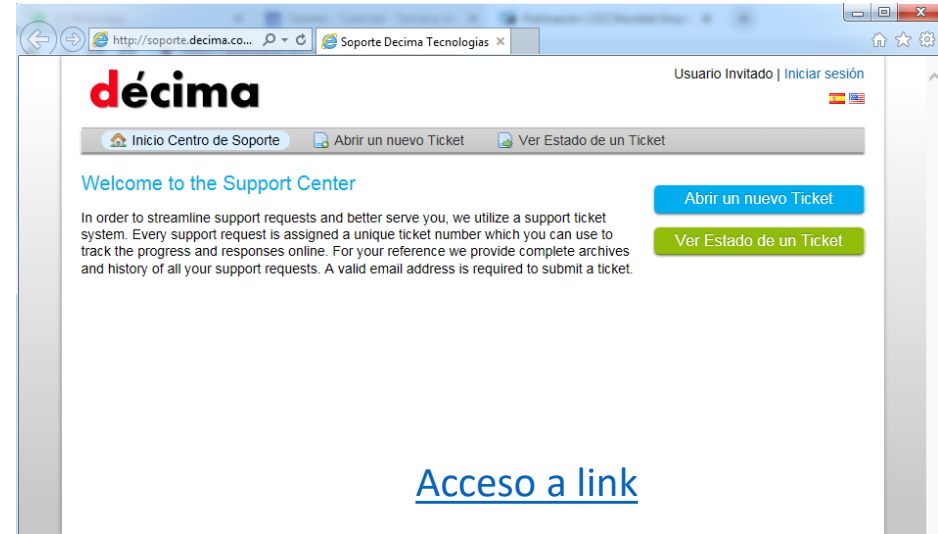 http://soporte.decima.co...
Soporte Decima Tecnologias
décima
Usuario Invitado | Iniciar sesión
Inicio Centro de Soporte
Abrir un nuevo Ticket
Ver Estado de un Ticket
Welcome to the Support Center
In order to streamline support requests and better serve you, we utilize a support ticket
system. Every support request is assigned a unique ticket number which you can use to
track the progress and responses online. For your reference we provide complete archives
and history of all your support requests. A valid email address is required to submit a ticket.
Abrir un nuevo Ticket
Ver Estado de un Ticket
Acceso a link